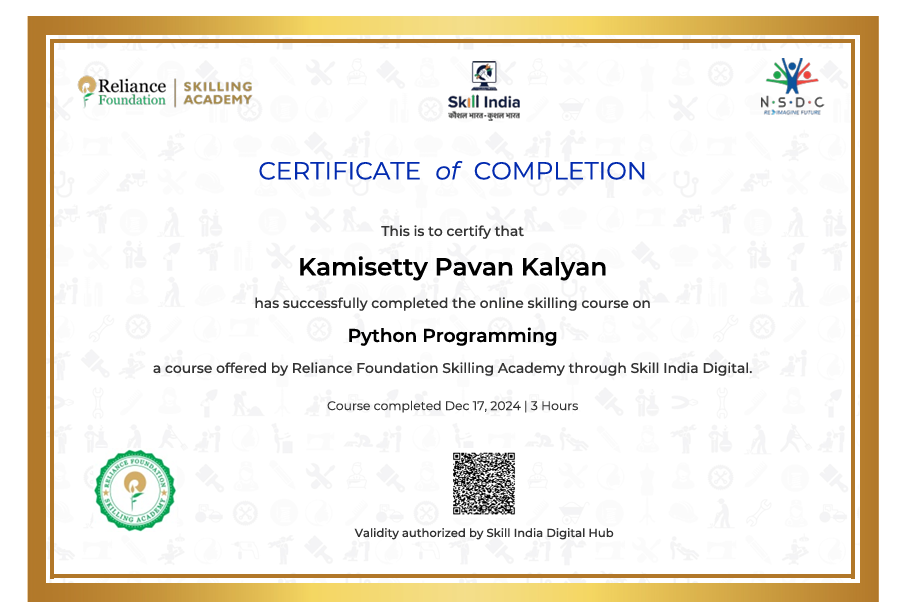 Reliance
Foundation
SKILLING
ACADEMY
Skill India
कौशल भारत-कुशल भारत
N·S·D·C
RE-IMAGINE FUTURE
CERTIFICATE of COMPLETION
This is to certify that
Kamisetty Pavan Kalyan
has successfully completed the online skilling course on
Python Programming
a course offered by Reliance Foundation Skilling Academy through Skill India Digital.
Course completed Dec 17, 2024 | 3 Hours
RELIANCE FOUNDATION
SKILLING ACADEMY
Validity authorized by Skill India Digital Hub